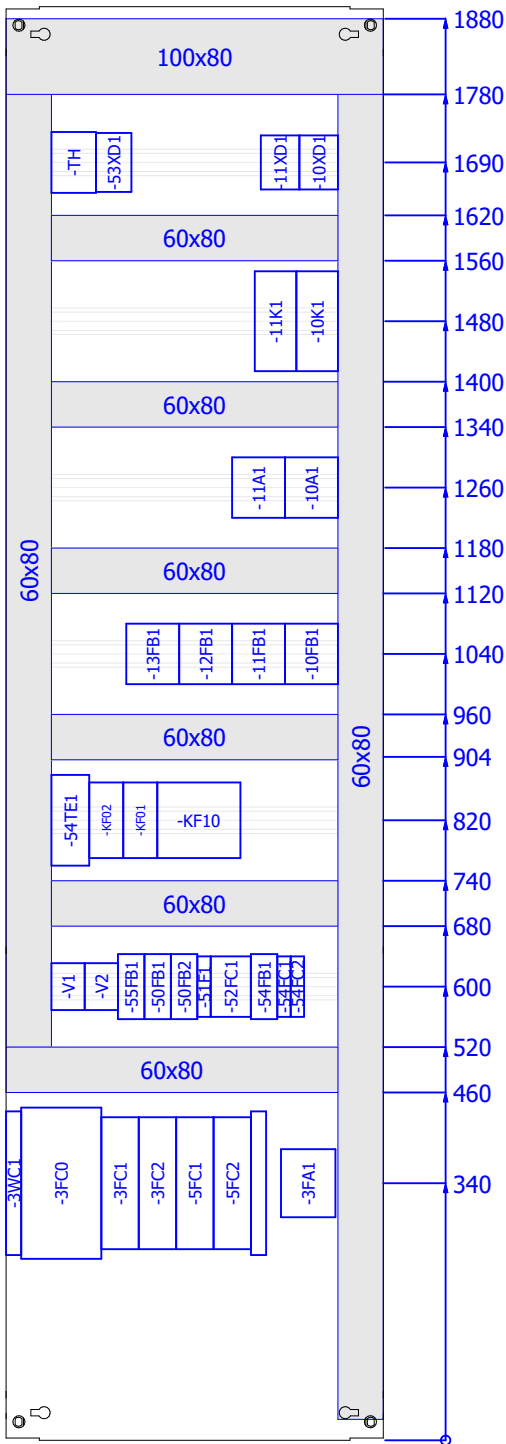 1880
100x80
1780
-TH
-53XD1
-11XD1
-10XD1
1690
1620
60x80
1560
-11K1
-10K1
1480
1400
60x80
1340
-11A1
-10A1
1260
1180
60x80
60x80
1120
-13FB1
-12FB1
-11FB1
-10FB1
1040
960
60x80
60x80
904
-54TE1
-KF02
-KF01
-KF10
820
740
60x80
680
-V1
-V2
-55FB1
-50FB1
-50FB2
-51F1
-52FC1
-54FB1
-54FC1
-54FC2
600
520
60x80
460
-3WC1
-3FC0
-3FC1
-3FC2
-5FC1
-5FC2
-3FA1
340